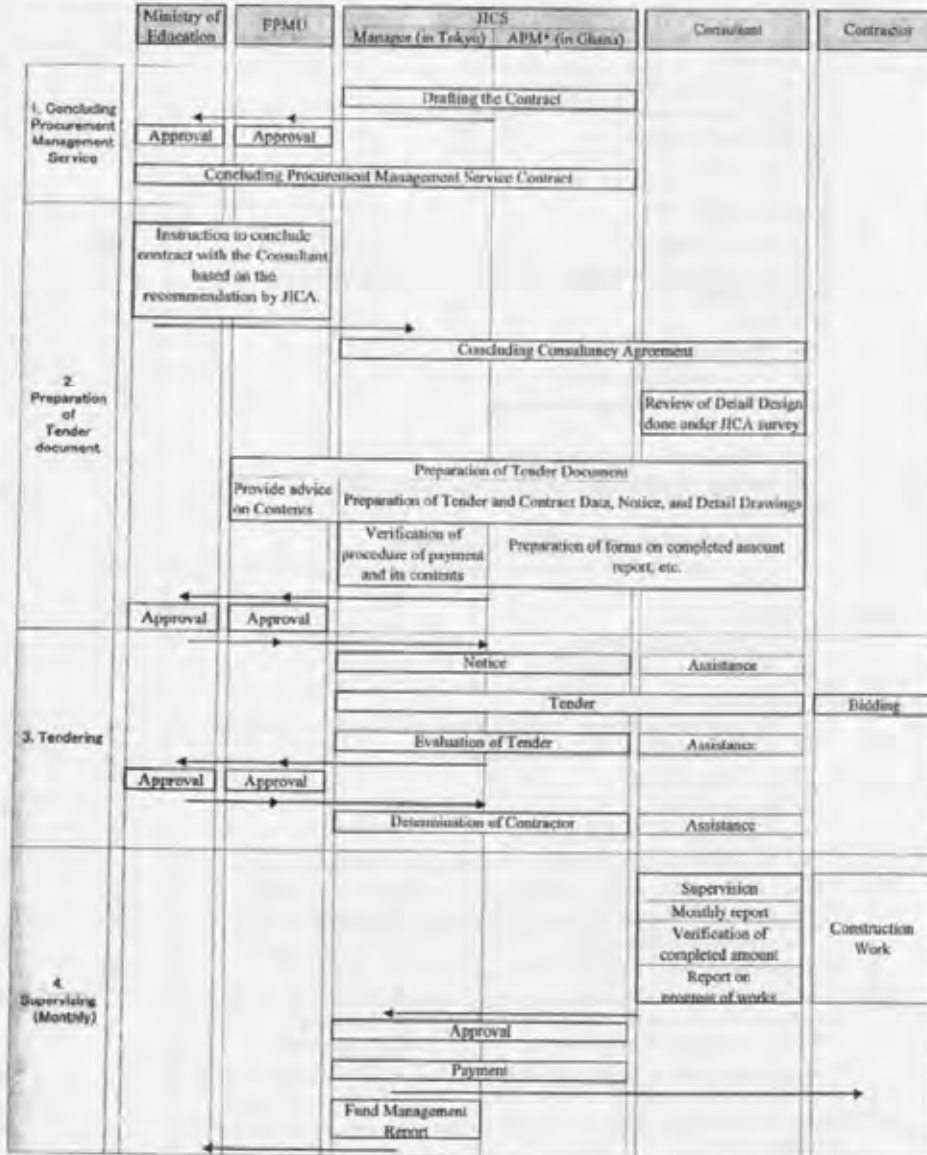 Ministry of
Education
FPMU
JICS
Manager (in Tokyo)
APM* (in Ghana)
Consultant
Contractor
1. Concluding
Procurement
Management
Service
Drafting the Contract
Approval
Approval
Concluding Procurement Management Service Contract
2.
Preparation
of
Tender
document
Instruction to conclude
contract with the Consultant
based on the
recommendation by JICA.
Concluding Consultancy Agreement
Review of Detail Design
done under JICA survey
Preparation of Tender Document
Provide advice
on Contents
Preparation of Tender and Contract Data, Notice, and Detail Drawings
Verification of
procedure of payment
and its contents
Preparation of forms on completed amount
report, etc.
Approval
Approval
3. Tendering
Notice
Assistance
Tender
Bidding
Evaluation of Tender
Assistance
Approval
Approval
Determination of Contractor
Assistance
4.
Supervising
(Monthly)
Supervision
Monthly report
Verification of
completed amount
Report on
progress of works
Construction
Work
Approval
Payment
Fund Management
Report